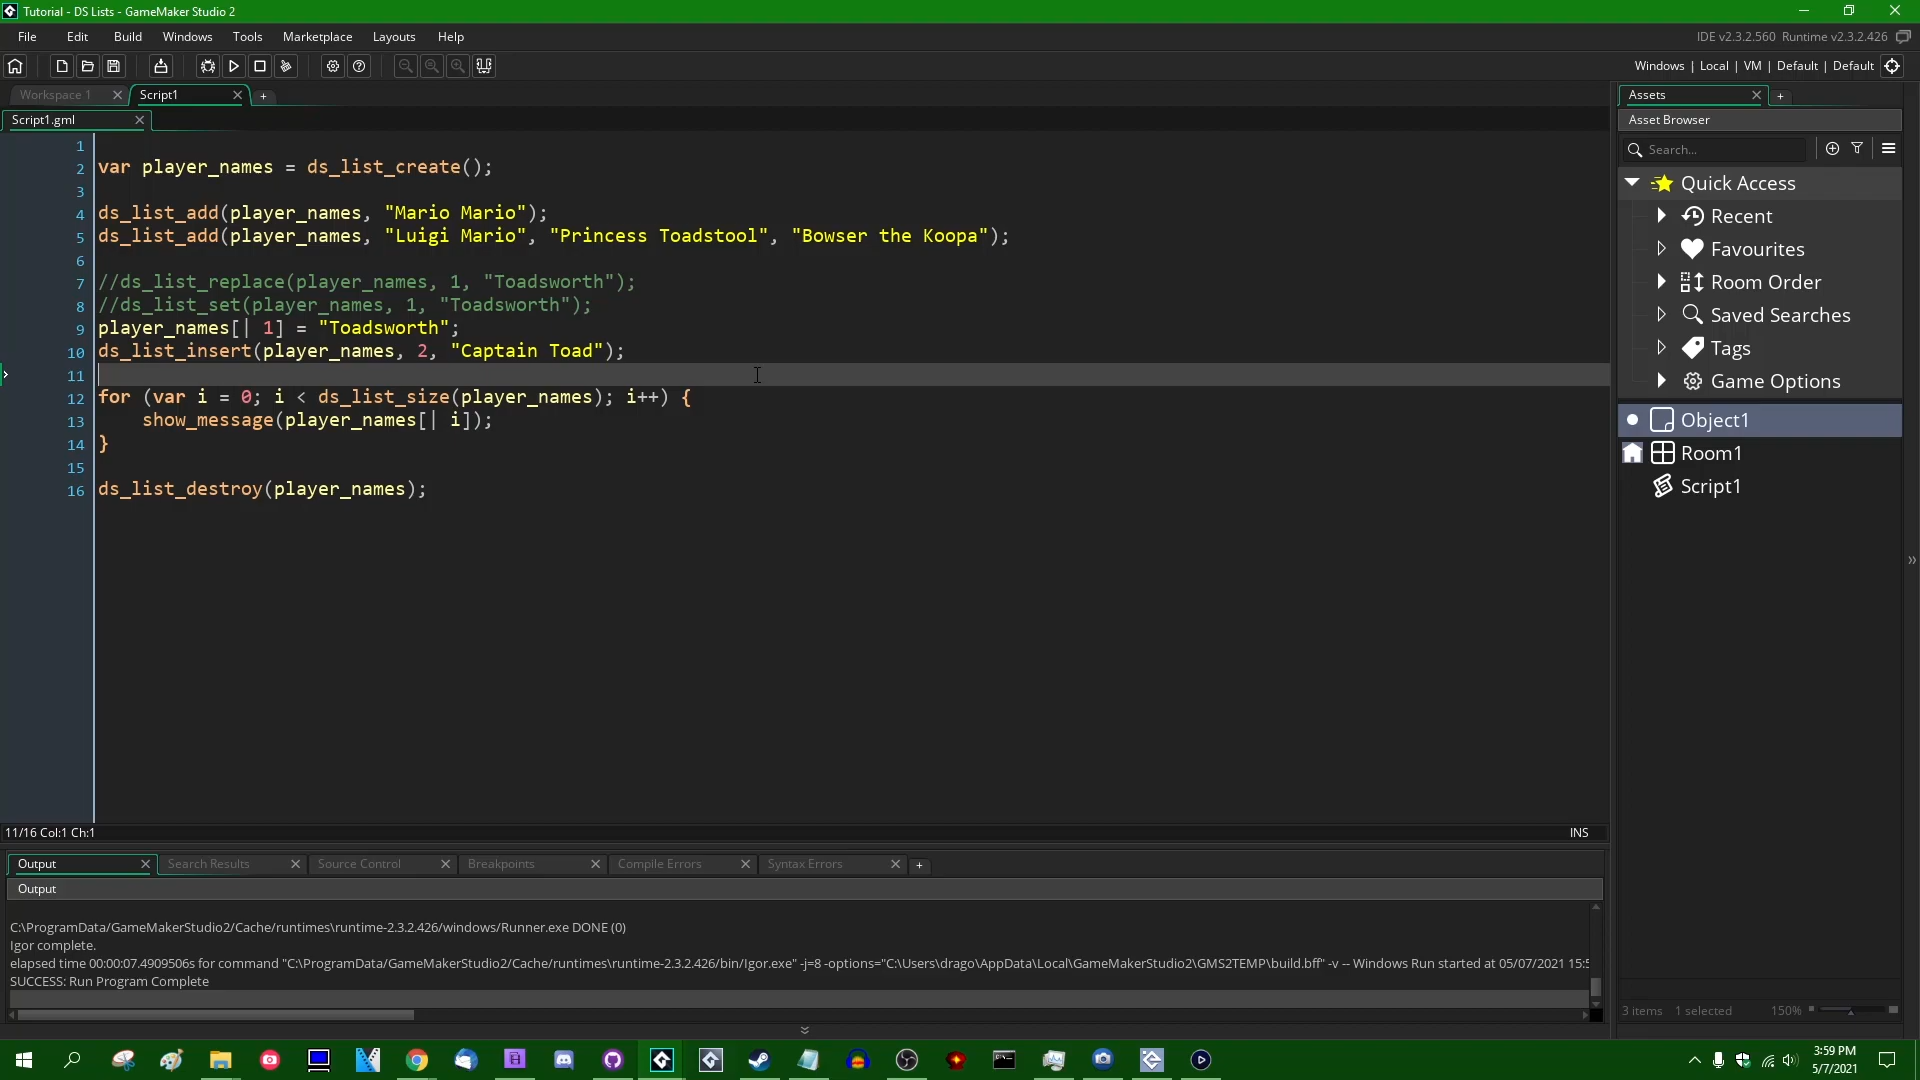 Tutorial - DS Lists - GameMaker Studio 2
File Edit Build Windows Tools Marketplace Layouts Help
IDE v2.3.2.560 Runtime v2.3.2.426
Windows | Local | VM | Default | Default
Workspace 1
Script1
Script1.gml
1
2 var player_names = ds_list_create();
3
4 ds_list_add(player_names, "Mario Mario");
5 ds_list_add(player_names, "Luigi Mario", "Princess Toadstool", "Bowser the Koopa");
6
7 //ds_list_replace(player_names, 1, "Toadsworth");
8 //ds_list_set(player_names, 1, "Toadsworth");
9 player_names[| 1] = "Toadsworth";
10 ds_list_insert(player_names, 2, "Captain Toad");
11
12 for (var i = 0; i < ds_list_size(player_names); i++) {
13 show_message(player_names[| i]);
14 }
15
16 ds_list_destroy(player_names);
11/16 Col:1 Ch:1
INS
Output
Search Results
Source Control
Breakpoints
Compile Errors
Syntax Errors
Output
C:\ProgramData/GameMakerStudio2/Cache/runtimes\runtime-2.3.2.426/windows/Runner.exe DONE (0)
Igor complete.
elapsed time 00:00:07.4909506s for command "C:\ProgramData/GameMakerStudio2/Cache/runtimes\runtime-2.3.2.426/bin/Igor.exe" -j=8 -options="C:\Users\drago\AppData\Local\GameMakerStudio2\GMS2TEMP\build.bff" -v -- Windows Run started at 05/07/2021 15:5
SUCCESS: Run Program Complete
Assets
Asset Browser
Search...
Quick Access
Recent
Favourites
Room Order
Saved Searches
Tags
Game Options
Object1
Room1
Script1
3 items 1 selected
150%
3:59 PM
5/7/2021